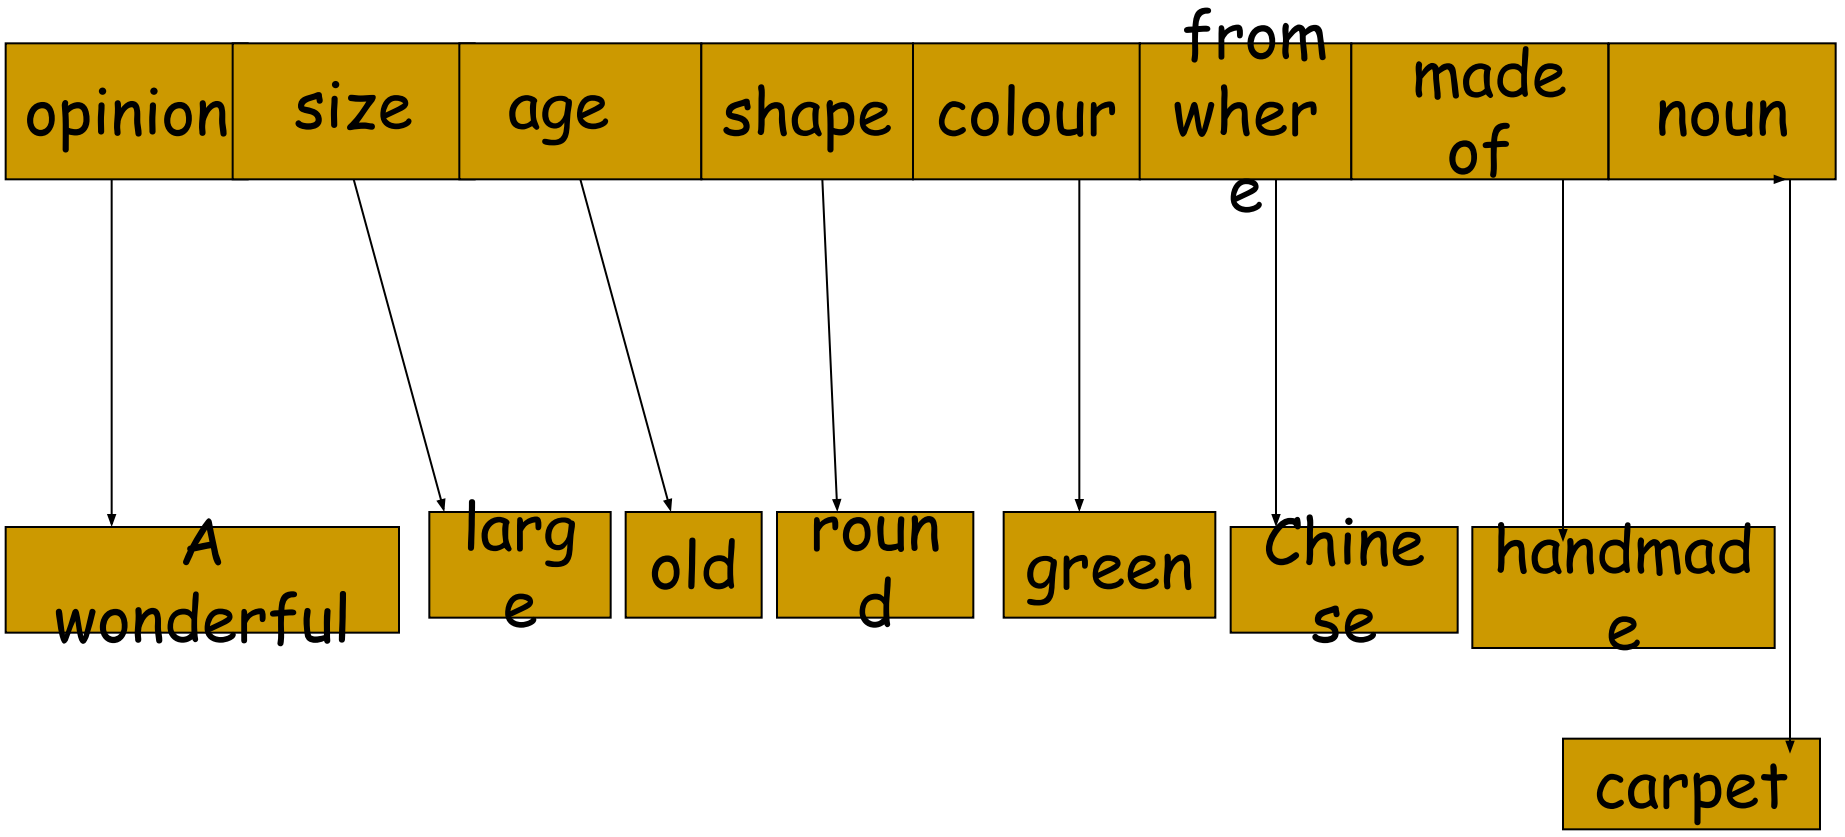 opinion
size
age
shape
colour
from
wher
e
made
of
noun
A
wonderful
larg
e
old
roun
d
green
Chine
se
handmad
e
carpet